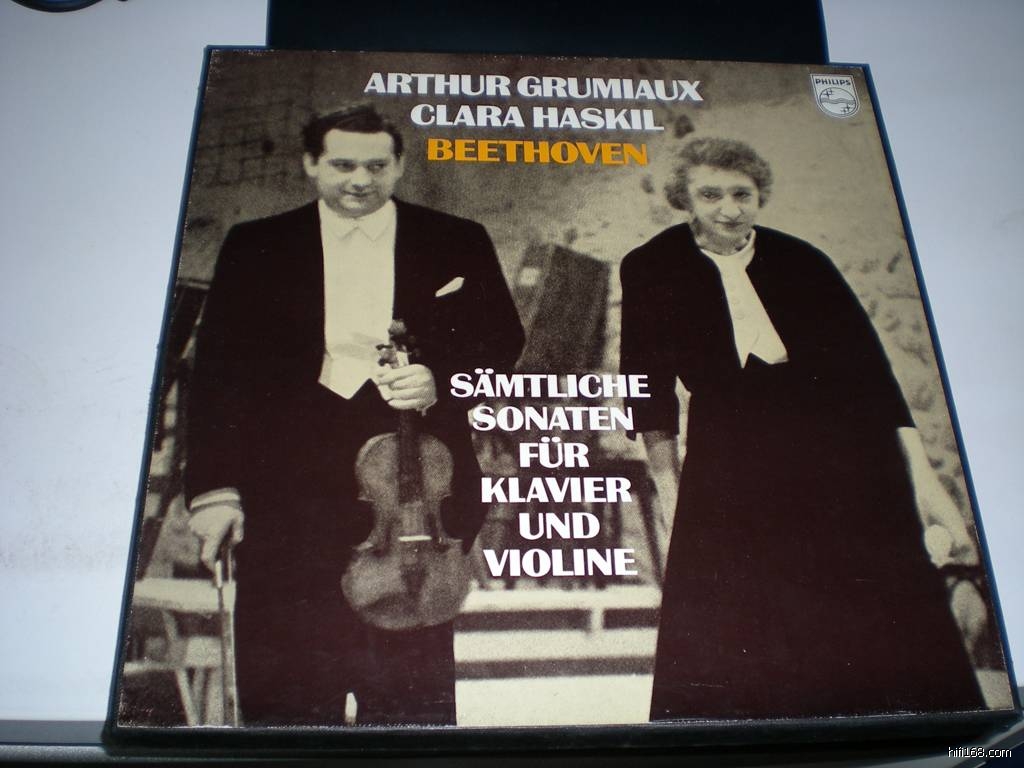 ARTHUR GRUMIAUX
CLARA HASKIL
BEETHOVEN
PHILIPS
SÄMTLICHE
SONATEN
FÜR
KLAVIER
UND
VIOLINE
hifi168.com